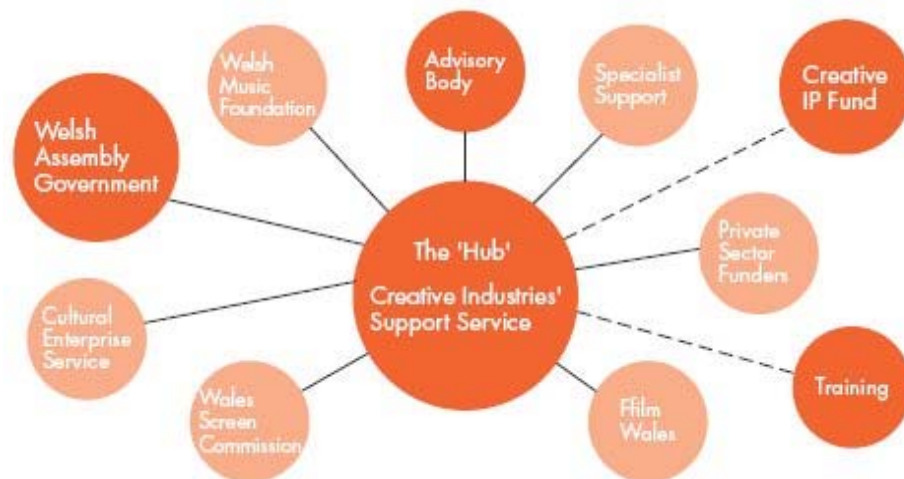 Welsh
Music
Foundation
Advisory
Body
Specialist
Support
Creative
IP Fund
Welsh
Assembly
Government
The 'Hub'
Creative Industries'
Support Service
Private
Sector
Funders
Cultural
Enterprise
Service
Wales
Screen
Commission
Ffilm
Wales
Training